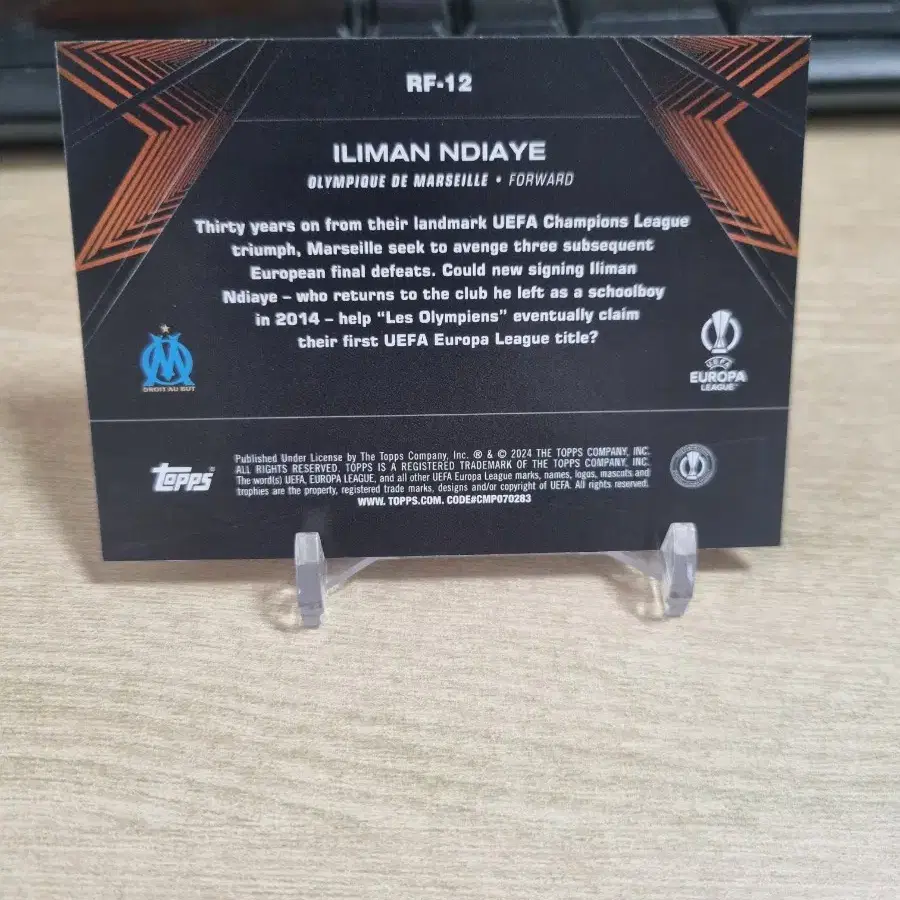 RF-12
ILIMAN NDIAYE
OLYMPIQUE DE MARSEILLE • FORWARD
Thirty years on from their landmark UEFA Champions League
triumph, Marseille seek to avenge three subsequent
European final defeats. Could new signing Iliman
Ndiaye – who returns to the club he left as a schoolboy
in 2014 – help “Les Olympiens” eventually claim
their first UEFA Europa League title?
DROIT AU BUT
UEFA
EUROPA
LEAGUE™
topps®
Published Under License by The Topps Company, Inc. ® & © 2024 THE TOPPS COMPANY, INC.
ALL RIGHTS RESERVED. TOPPS IS A REGISTERED TRADEMARK OF THE TOPPS COMPANY, INC.
The word(s) UEFA, EUROPA LEAGUE, and all other UEFA Europa League marks, names, logos, mascots and
trophies are the property, registered trade marks, designs and/or copyright of UEFA. All rights reserved.
WWW. TOPPS.COM. CODE#CMP070283